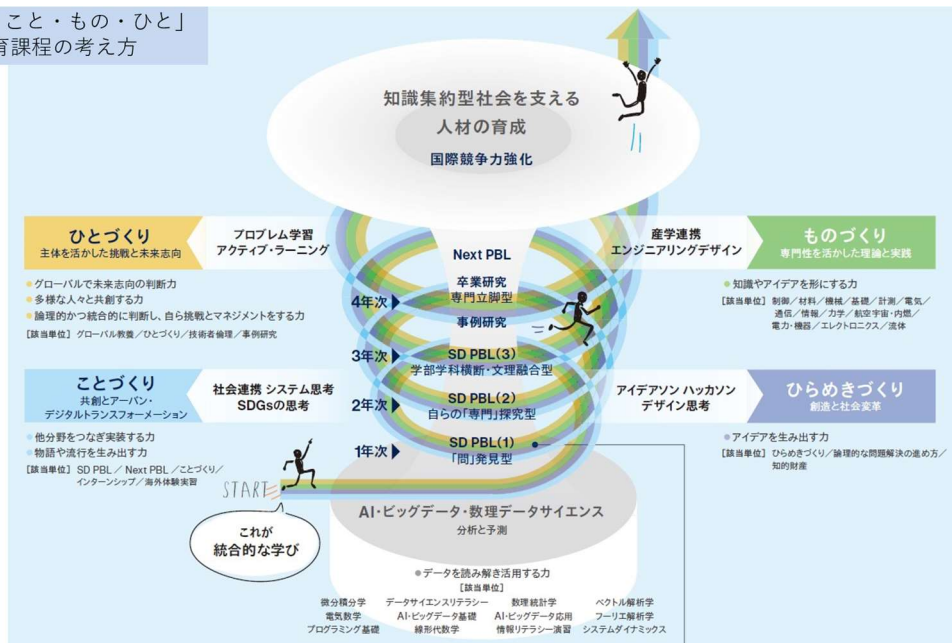 こと・もの・ひと」
育課程の考え方
知識集約型社会を支える
人材の育成
国際競争力強化
ひとづくり
主体を活かした挑戦と未来志向
プロブレム学習
アクティブ・ラーニング
●グローバルで未来志向の判断力
●多様な人々と共創する力
●論理的かつ統合的に判断し、自ら挑戦とマネジメントをする力
[該当単位] グローバル教養/ひとづくり/技術者倫理/事例研究
産学連携
エンジニアリングデザイン
ものづくり
専門性を活かした理論と実践
●知識やアイデアを形にする力
[該当単位] 制御/材料/機械/基礎/計測/電気/
通信/情報/力学/航空宇宙・内燃/
電力・機器/エレクトロニクス/流体
Next PBL
卒業研究
4年次
専門立脚型
事例研究
3年次
SD PBL(3)
学部学科横断・文理融合型
2年次
SD PBL(2)
自らの「専門」探究型
1年次
SD PBL(1)
「問」発見型
ことづくり
共創とアーバン・
デジタルトランスフォーメーション
社会連携 システム思考
SDGsの思考
●他分野をつなぎ実装する力
●物語や流行を生み出す力
[該当単位] SD PBL / Next PBL /ことづくり/
インターンシップ/海外体験実習
アイデアソン ハッカソン
デザイン思考
ひらめきづくり
創造と社会変革
●アイデアを生み出す力
[該当単位] ひらめきづくり/論理的な問題解決の進め方/
知的財産
START
これが
統合的な学び
AI・ビッグデータ・数理データサイエンス
分析と予測
●データを読み解き活用する力
[該当単位]
微分積分学 データサイエンスリテラシー 数理統計学 ベクトル解析学
電気数学 AI・ビッグデータ基礎 AI・ビッグデータ応用 フーリエ解析学
プログラミング基礎 線形代数学 情報リテラシー演習 システムダイナミックス